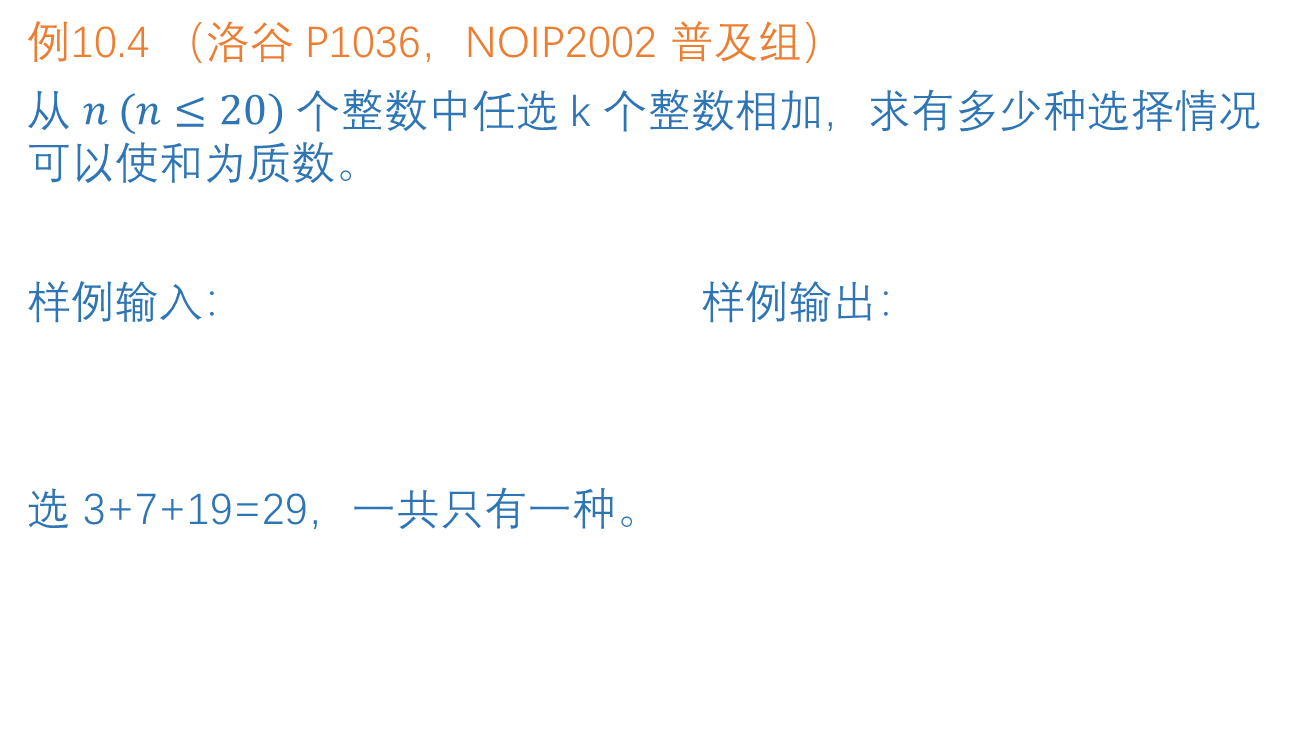 例10.4 （洛谷 P1036，NOIP2002 普及组）
从 n (n ≤ 20) 个整数中任选 k 个整数相加，求有多少种选择情况
可以使和为质数。
样例输入： 样例输出：
选 3+7+19=29，一共只有一种。